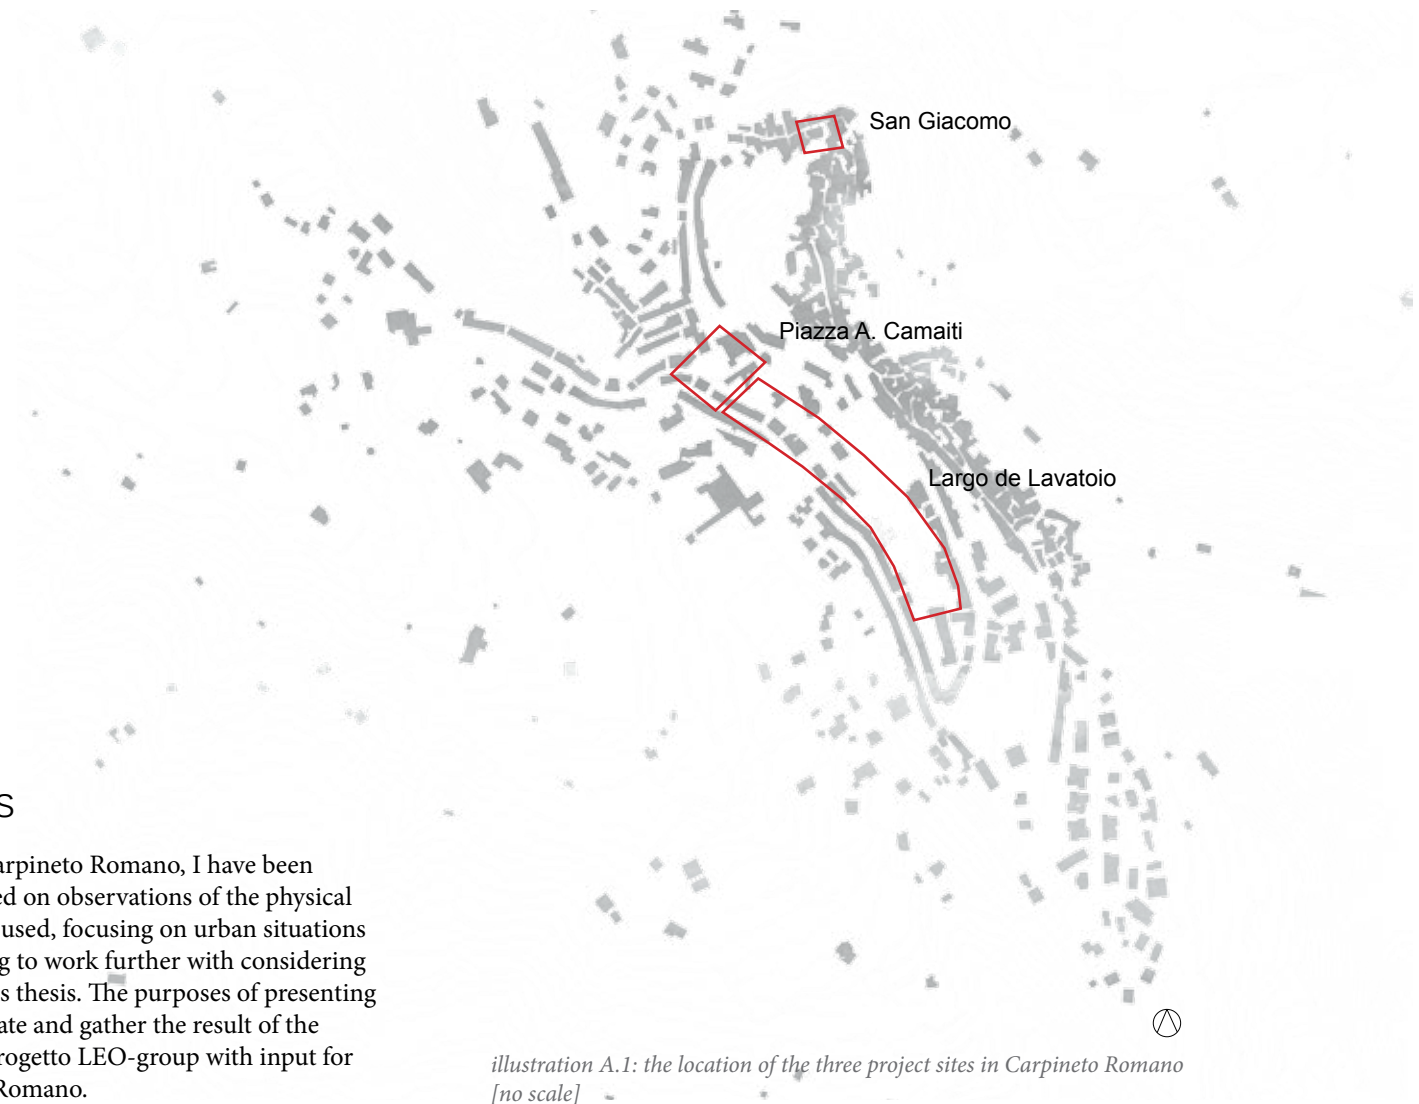 San Giacomo
Piazza A. Camaiti
Largo de Lavatoio
S
arpineto Romano, I have been
ed on observations of the physical
used, focusing on urban situations
g to work further with considering
s thesis. The purposes of presenting
ate and gather the result of the
rogetto LEO-group with input for
Romano.
illustration A.1: the location of the three project sites in Carpineto Romano
[no scale]